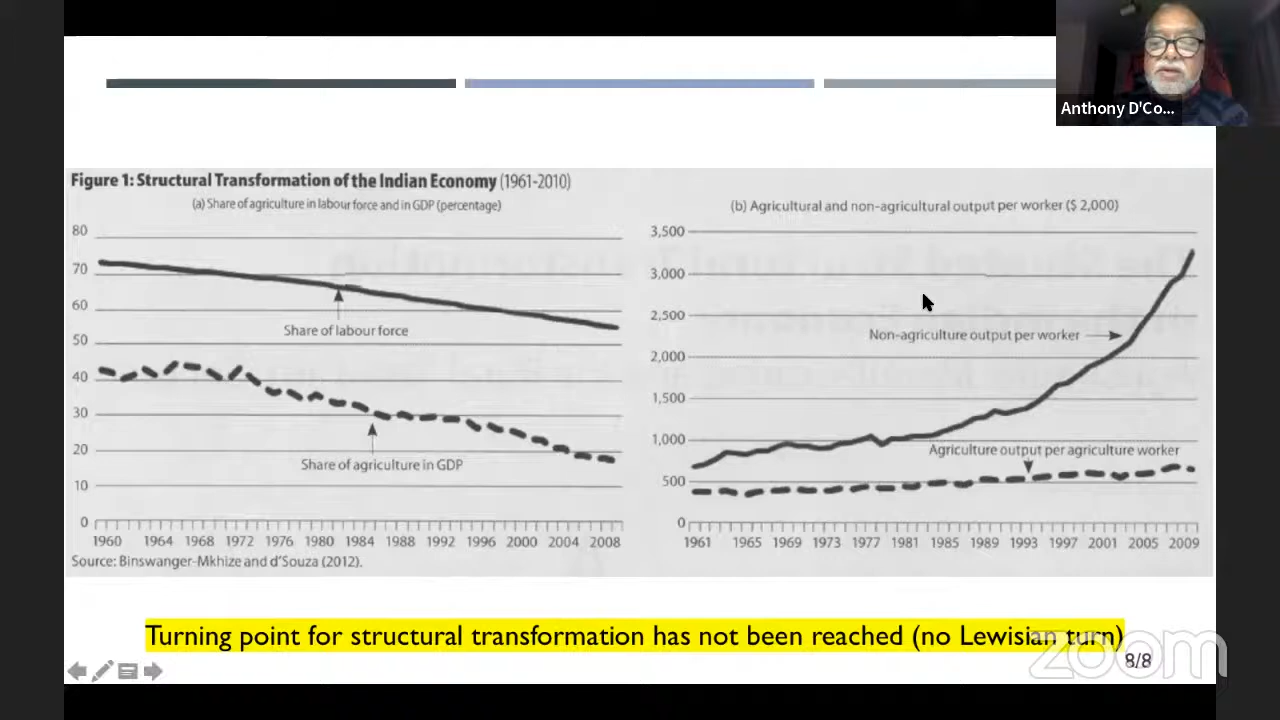 Anthony D'Co...
Figure 1: Structural Transformation of the Indian Economy (1961-2010)
(a) Share of agriculture in labour force and in GDP (percentage)
80
70
60
50
40
30
20
10
0
Share of labour force
Share of agriculture in GDP
1960 1964 1968 1972 1976 1980 1984 1988 1992 1996 2000 2004 2008
Source: Binswanger-Mkhize and d'Souza (2012).
(b) Agricultural and non-agricultural output per worker ($ 2,000)
3,500
3,000
2,500
2,000
1,500
1,000
500
0
Non-agriculture output per worker
Agriculture output per agriculture worker
1961 1965 1969 1973 1977 1981 1985 1989 1993 1997 2001 2005 2009
Turning point for structural transformation has not been reached (no Lewisian turn)
8/8
zoom